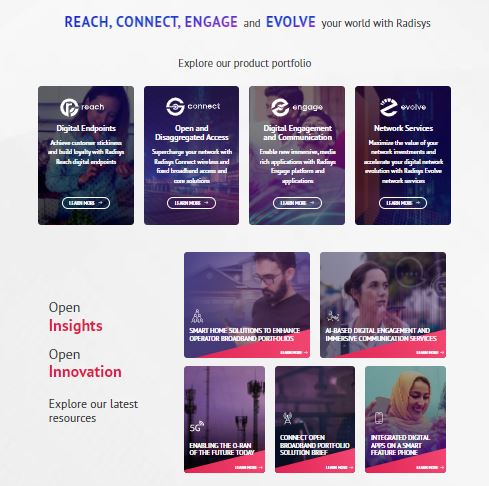 REACH, CONNECT, ENGAGE and EVOLVE your world with Radisys
Explore our product portfolio
reach
Digital Endpoints
Achieve customer stickiness
and build loyalty with Radisys
Reach digital endpoints
LEARN MORE →
connect
Open and
Disaggregated Access
Supercharge your network with
Radisys Connect wireless and
fixed broadband access and
core solutions
LEARN MORE →
engage
Digital Engagement
and Communication
Enable new immersive, media
rich applications with Radisys
Engage platform and
applications
LEARN MORE →
evolve
Network Services
Maximize the value of your
network investments and
accelerate your digital network
evolution with Radisys Evolve
network services
LEARN MORE →
Open
Insights
Open
Innovation
Explore our latest
resources
SMART HOME SOLUTIONS TO ENHANCE
OPERATOR BROADBAND PORTFOLIOS
LEARN MORE →
AI-BASED DIGITAL ENGAGEMENT AND
IMMERSIVE COMMUNICATION SERVICES
LEARN MORE →
5G
ENABLING THE O-RAN
OF THE FUTURE TODAY
LEARN MORE →
CONNECT OPEN
BROADBAND PORTFOLIO
SOLUTION BRIEF
LEARN MORE →
INTEGRATED DIGITAL
APPS ON A SMART
FEATURE PHONE
LEARN MORE →